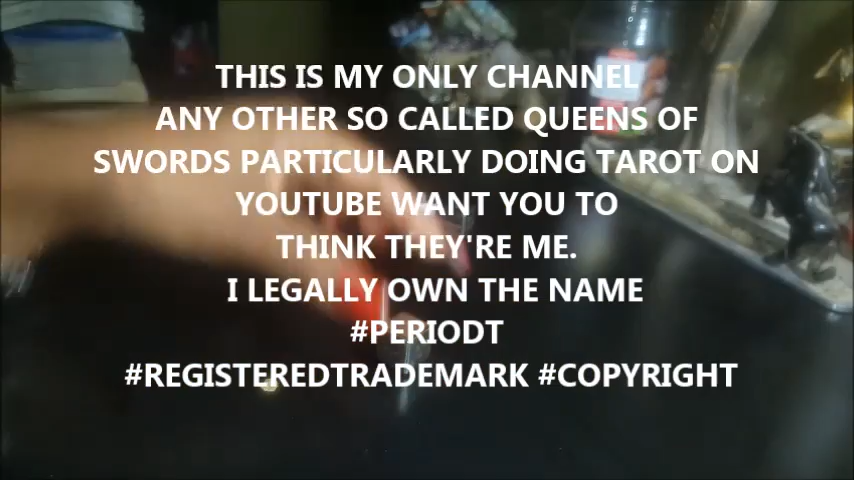 THIS IS MY ONLY CHANNEL
ANY OTHER SO CALLED QUEENS OF
SWORDS PARTICULARLY DOING TAROT ON
YOUTUBE WANT YOU TO
THINK THEY'RE ME.
I LEGALLY OWN THE NAME
#PERIODT
#REGISTEREDTRADEMARK #COPYRIGHT